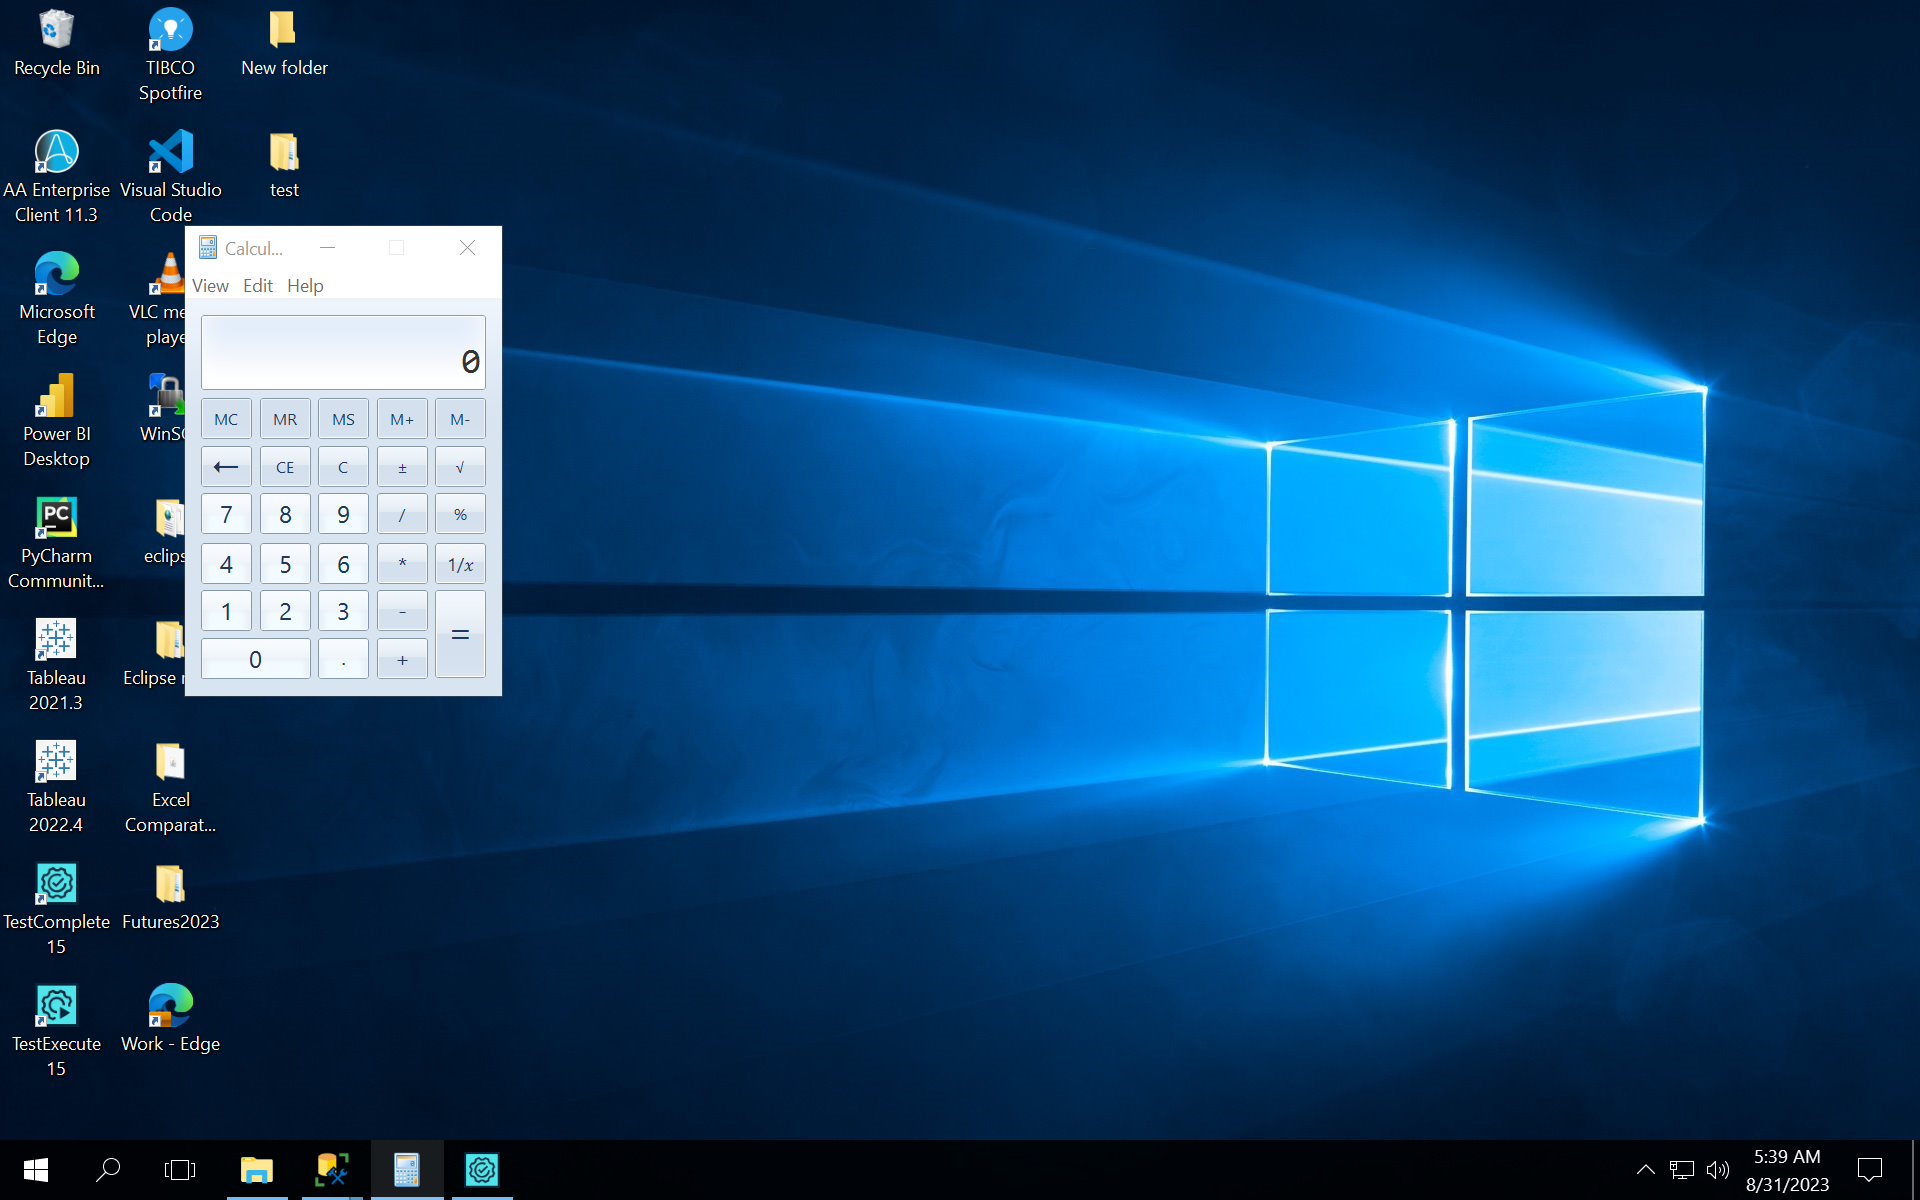 Recycle Bin
TIBCO
Spotfire
New folder
AA Enterprise
Client 11.3
Visual Studio
Code
test
Microsoft
Edge
VLC me
playe
Power BI
Desktop
WinSC
PC
PyCharm
Communit...
eclips
Tableau
2021.3
Eclipse
Tableau
2022.4
Excel
Comparat...
TestComplete
15
Futures2023
TestExecute
15
Work - Edge
Calcul...
View Edit Help
0
MC MR MS M+ M-
← CE C ± √
7 8 9 / %
4 5 6 * 1/x
1 2 3 - =
0 . +
5:39 AM
8/31/2023